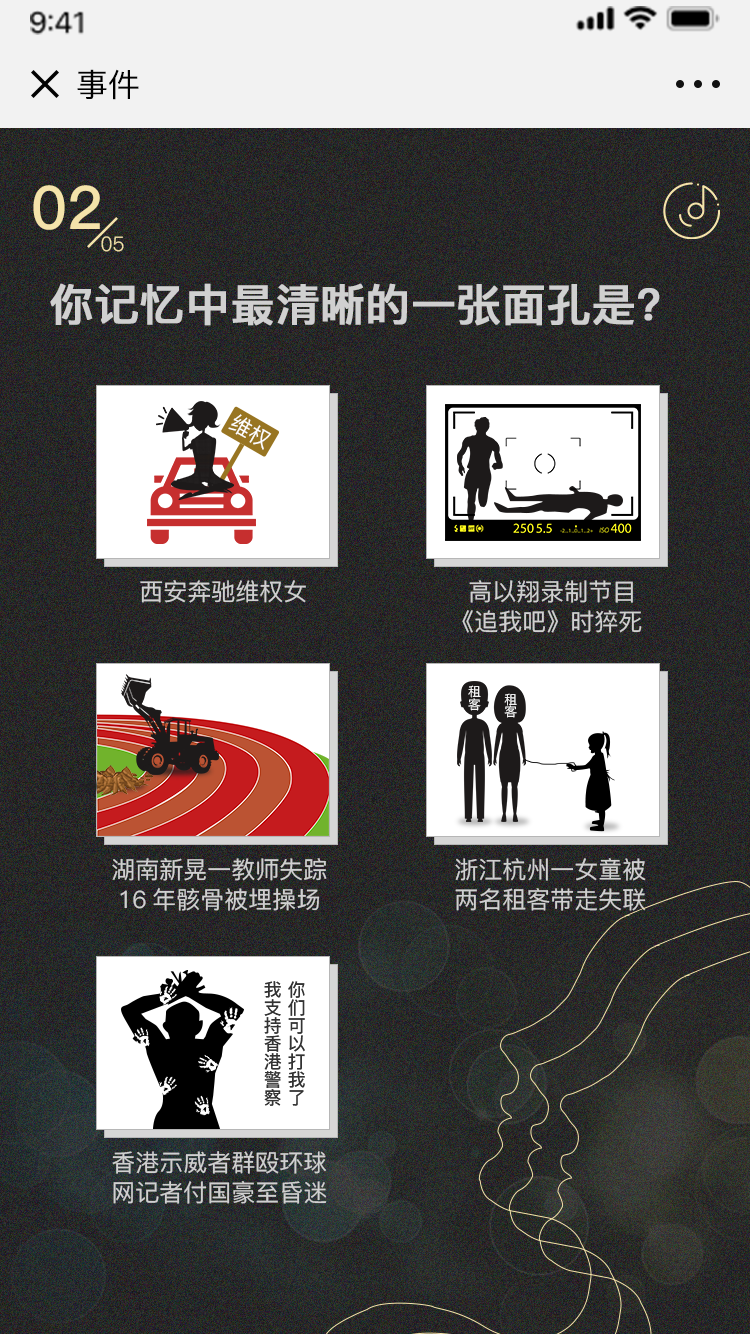 9:41
事件
02
05
你记忆中最清晰的一张面孔是?
维权
西安奔驰维权女
250 5.5 -2..1..0..1..2+ ISO 400
高以翔录制节目
《追我吧》时猝死
湖南新晃一教师失踪
16 年骸骨被埋操场
租客
租客
浙江杭州一女童被
两名租客带走失联
你们可以打我了
我支持香港警察
香港示威者群殴环球
网记者付国豪至昏迷